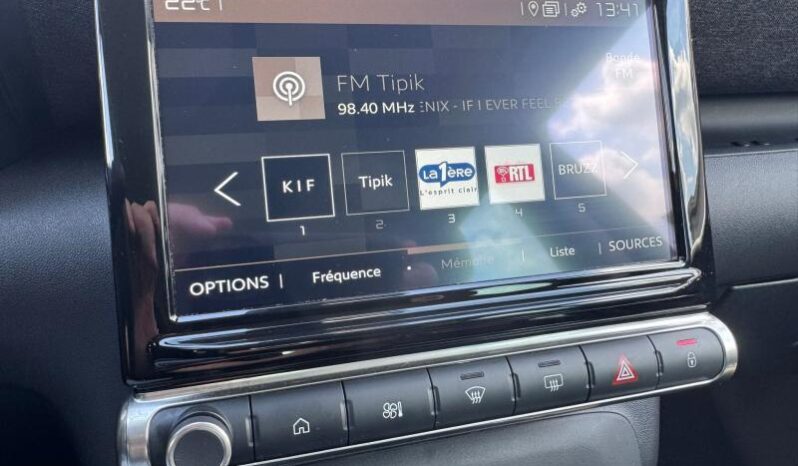 22℃
13:41
FM Tipik
Bande
FM
98.40 MHz ENIX - IF I EVER FEEL
KIF Tipik LA 1ÈRE RTL BRUZZ
L'esprit clair
1 2 3 4 5
OPTIONS | Fréquence Mémoire | Liste | SOURCES